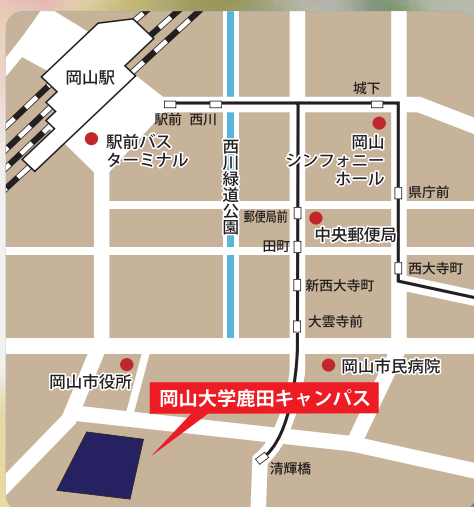 岡山駅
城下
駅前
西川
駅前バス
ターミナル
西川緑道公園
岡山
シンフォニー
ホール
県庁前
郵便局前
中央郵便局
田町
西大寺町
新西大寺町
大雲寺前
岡山市役所
岡山市民病院
岡山大学鹿田キャンパス
清輝橋